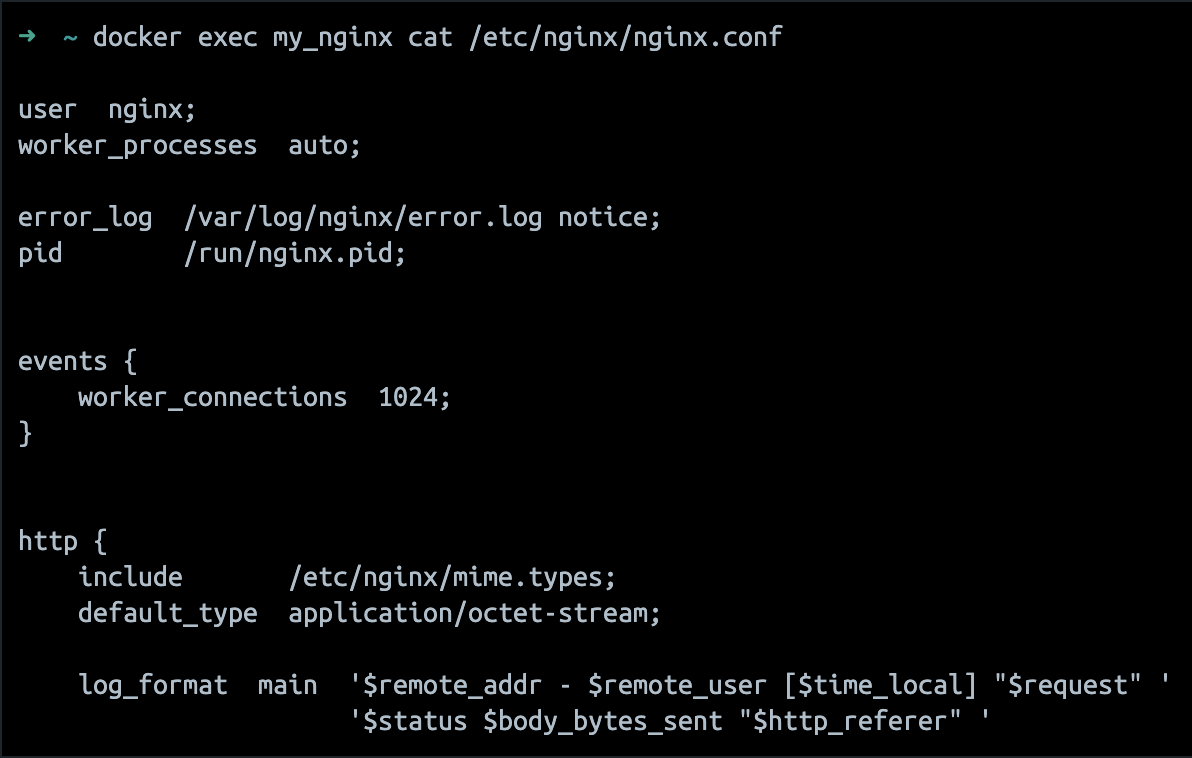 ➜  ~ docker exec my_nginx cat /etc/nginx/nginx.conf

user  nginx;
worker_processes  auto;

error_log  /var/log/nginx/error.log notice;
pid        /run/nginx.pid;


events {
    worker_connections  1024;
}


http {
    include       /etc/nginx/mime.types;
    default_type  application/octet-stream;

    log_format  main  '$remote_addr - $remote_user [$time_local] "$request" '
                      '$status $body_bytes_sent "$http_referer" '